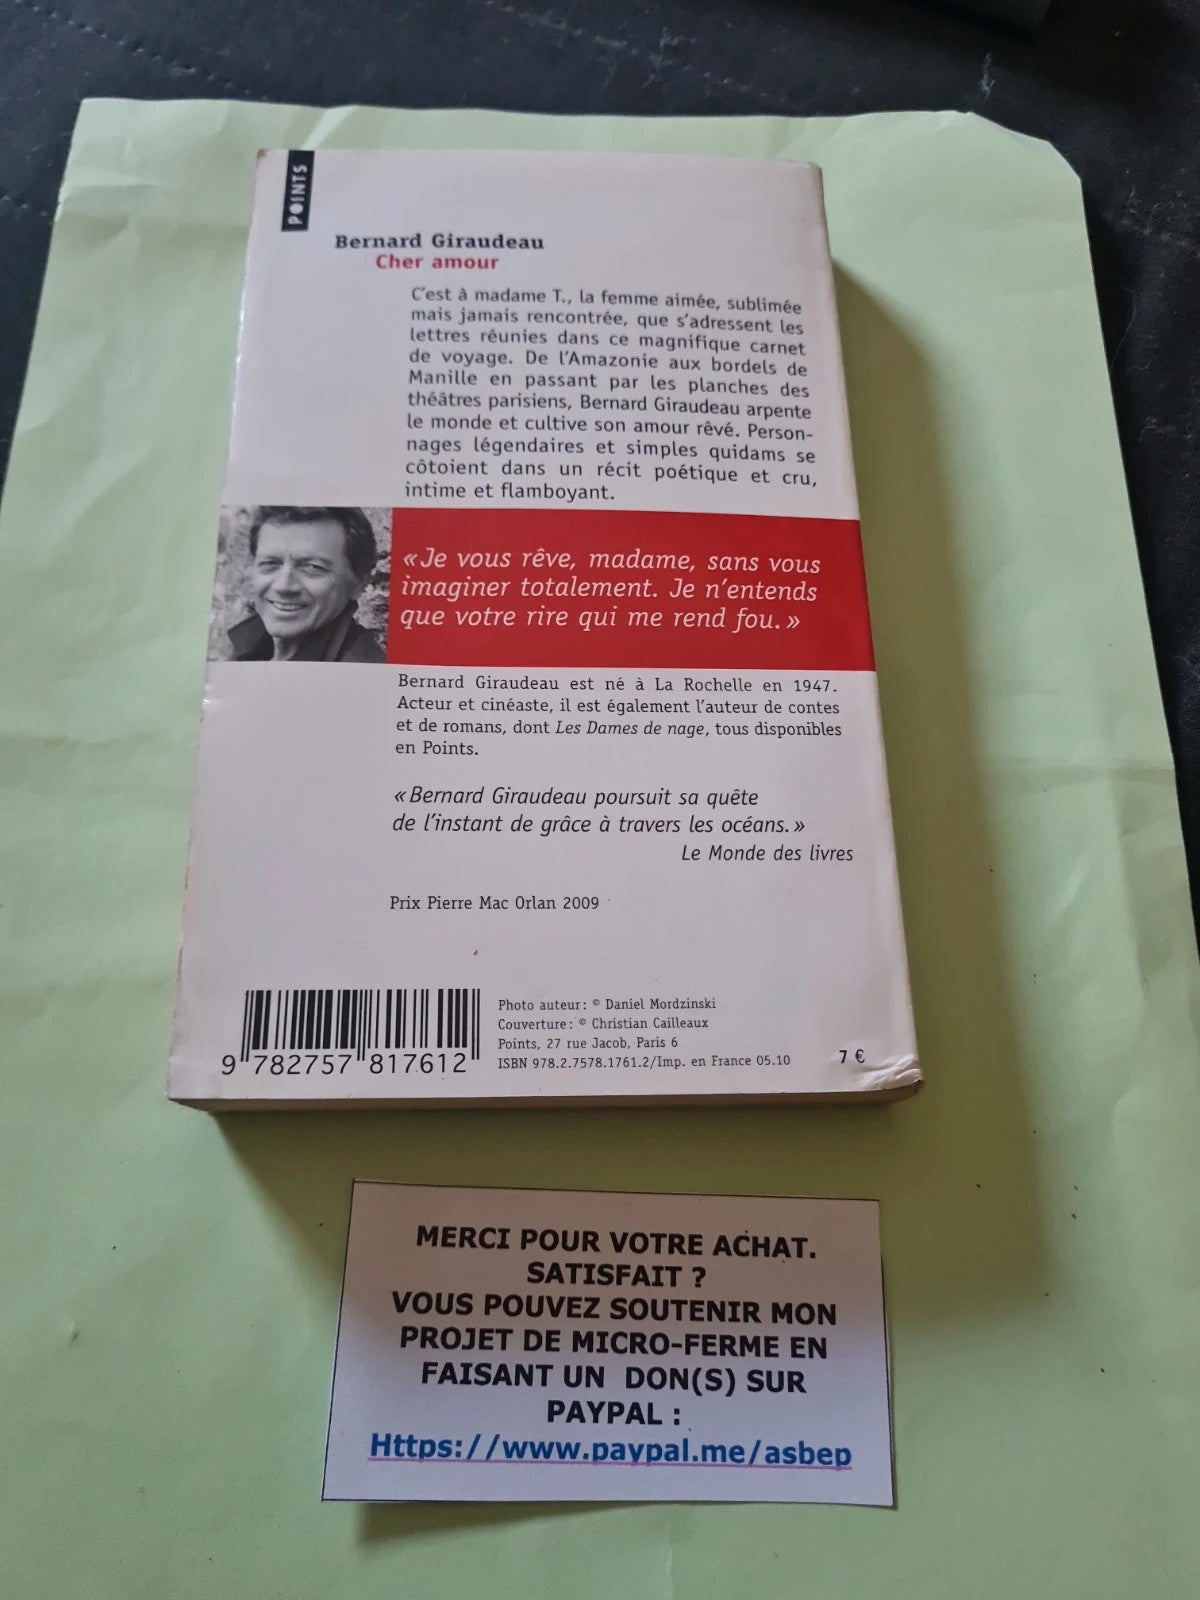 POINTS
Bernard Giraudeau
Cher amour
C'est à madame T., la femme aimée, sublimée
mais jamais rencontrée, que s'adressent les
lettres réunies dans ce magnifique carnet
de voyage. De l'Amazonie aux bordels de
Manille en passant par les planches des
théâtres parisiens, Bernard Giraudeau arpente
le monde et cultive son amour rêvé. Person-
nages légendaires et simples quidams se
côtoient dans un récit poétique et cru,
intime et flamboyant.
« Je vous rêve, madame, sans vous
imaginer totalement. Je n'entends
que votre rire qui me rend fou. »
Bernard Giraudeau est né à La Rochelle en 1947.
Acteur et cinéaste, il est également l'auteur de contes
et de romans, dont Les Dames de nage, tous disponibles
en Points.
« Bernard Giraudeau poursuit sa quête
de l'instant de grâce à travers les océans. »
Le Monde des livres
Prix Pierre Mac Orlan 2009
9 782757 817612
Photo auteur : © Daniel Mordzinski
Couverture : © Christian Cailleaux
Points, 27 rue Jacob, Paris 6
ISBN 978.2.7578.1761.2/Imp. en France 05.10
7 €
MERCI POUR VOTRE ACHAT.
SATISFAIT ?
VOUS POUVEZ SOUTENIR MON
PROJET DE MICRO-FERME EN
FAISANT UN DON(S) SUR
PAYPAL :
Https://www.paypal.me/asbep